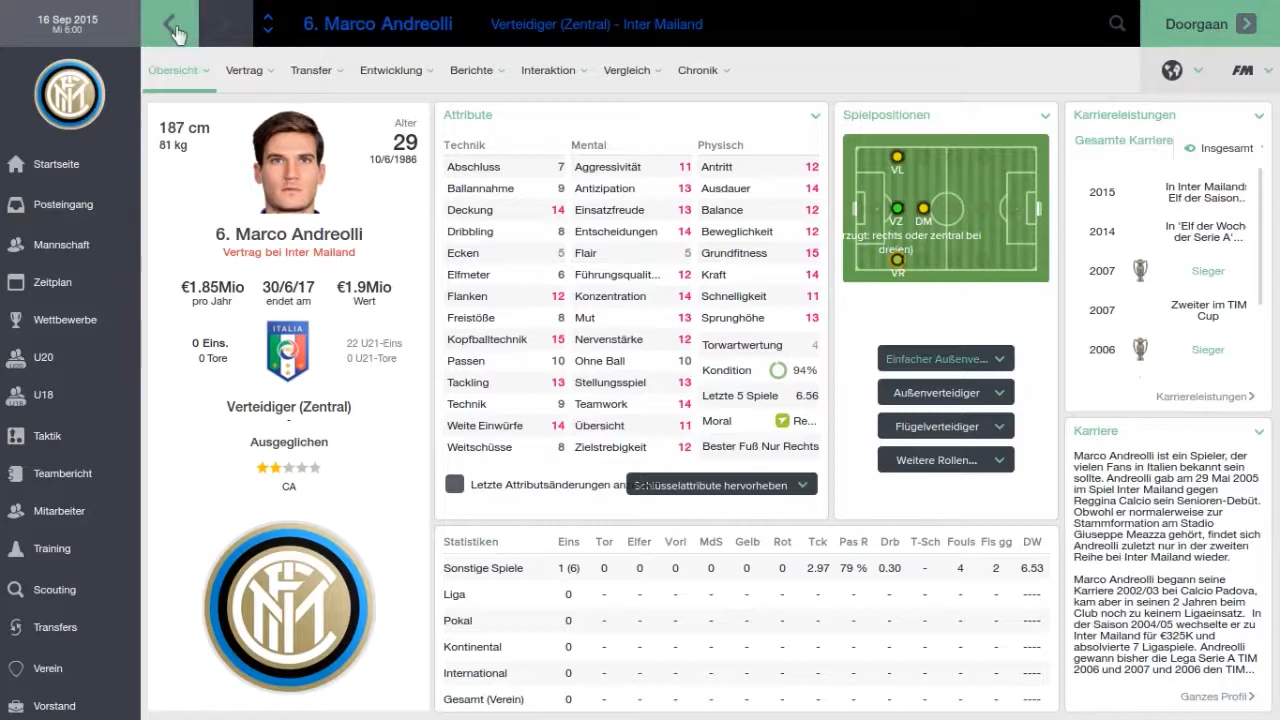 16 Sep 2015
Mi 6:00
6. Marco Andreolli
Verteidiger (Zentral) - Inter Mailand
Doorgaan
Übersicht
Vertrag
Transfer
Entwicklung
Berichte
Interaktion
Vergleich
Chronik
FM
Startseite
Posteingang
Mannschaft
Zeitplan
Wettbewerbe
U20
U18
Taktik
Teambericht
Mitarbeiter
Training
Scouting
Transfers
Verein
Vorstand
187 cm
81 kg
Alter
29
10/6/1986
6. Marco Andreolli
Vertrag bei Inter Mailand
€1.85Mio 30/6/17 €1.9Mio
pro Jahr endet am Wert
0 Eins.
0 Tore
ITALIA
22 U21-Eins
0 U21-Tore
Verteidiger (Zentral)
-
Ausgeglichen
CA
Attribute
Technik Mental Physisch
Abschluss 7 Aggressivität 11 Antritt 12
Ballannahme 9 Antizipation 13 Ausdauer 14
Deckung 14 Einsatzfreude 13 Balance 12
Dribbling 8 Entscheidungen 14 Beweglichkeit 12
Ecken 5 Flair 5 Grundfitness 15
Elfmeter 6 Führungsqualit... 12 Kraft 14
Flanken 12 Konzentration 14 Schnelligkeit 11
Freistöße 8 Mut 13 Sprunghöhe 13
Kopfballtechnik 15 Nervenstärke 12 Torwartwertung 4
Passen 10 Ohne Ball 10 Kondition 94%
Tackling 13 Stellungsspiel 13 Letzte 5 Spiele 6.56
Technik 9 Teamwork 14 Moral Re...
Weite Einwürfe 14 Übersicht 11
Weitschüsse 8 Zielstrebigkeit 12 Bester Fuß Nur Rechts
Letzte Attributsänderungen an
Schlüsselattribute hervorheben
Spielpositionen
VL
VZ DM
rzugt: rechts oder zentral bei
dreien)
VR
Einfacher Außenve...
Außenverteidiger
Flügelverteidiger
Weitere Rollen...
Karriereleistungen
Gesamte Karriere
Insgesamt
2015 In Inter Mailands
Elf der Saison..
2014 In 'Elf der Woch
der Serie A'...
2007 Sieger
2007 Zweiter im TIM
Cup
2006 Sieger
Karriereleistungen
Statistiken Eins Tor Elfer Vorl MdS Gelb Rot Tck Pas R Drb T-Sch Fouls Fls gg DW
Sonstige Spiele 1 (6) 0 0 0 0 0 0 2.97 79 % 0.30 - 4 2 6.53
Liga 0 - - - - - - - - - - - - ----
Pokal 0 - - - - - - - - - - - - ----
Kontinental 0 - - - - - - - - - - - - ----
International 0 - - - - - - - - - - - - ----
Gesamt (Verein) 0 - - - - - - - - - - - - ----
Karriere
Marco Andreolli ist ein Spieler, der
vielen Fans in Italien bekannt sein
sollte. Andreolli gab am 29 Mai 2005
im Spiel Inter Mailand gegen
Reggina Calcio sein Senioren-Debüt.
Obwohl er normalerweise zur
Stammformation am Stadio
Giuseppe Meazza gehört, findet sich
Andreolli zuletzt nur in der zweiten
Reihe bei Inter Mailand wieder.
Marco Andreolli begann seine
Karriere 2002/03 bei Calcio Padova,
kam aber in seinen 2 Jahren beim
Club noch zu keinem Ligaeinsatz. In
der Saison 2004/05 wechselte er zu
Inter Mailand für €325K und
absolvierte 7 Ligaspiele. Andreolli
gewann bisher die Lega Serie A TIM
2006 und 2007 und 2006 den TIM...
Ganzes Profil